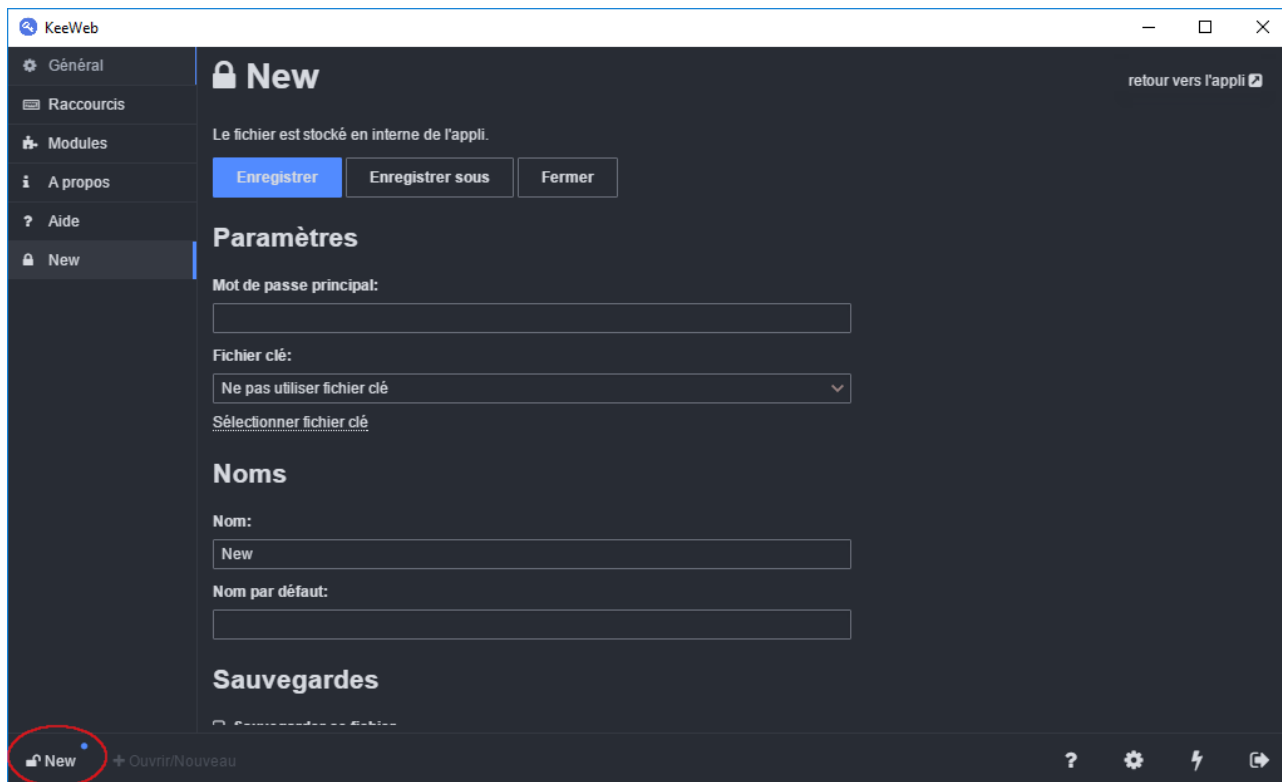 KeeWeb
Général
Raccourcis
Modules
A propos
Aide
New
New
retour vers l'appli
Le fichier est stocké en interne de l'appli.
Enregistrer
Enregistrer sous
Fermer
Paramètres
Mot de passe principal:
Fichier clé:
Ne pas utiliser fichier clé
Sélectionner fichier clé
Noms
Nom:
New
Nom par défaut:
Sauvegardes
New
+ Ouvrir/Nouveau
?